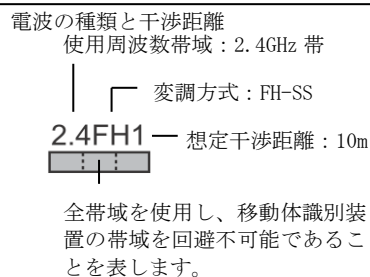 電波の種類と干渉距離
使用周波数帯域:2.4GHz 帯
変調方式:FH-SS
2.4FH1
想定干渉距離:10m
全帯域を使用し、移動体識別装
置の帯域を回避不可能であるこ
とを表します。